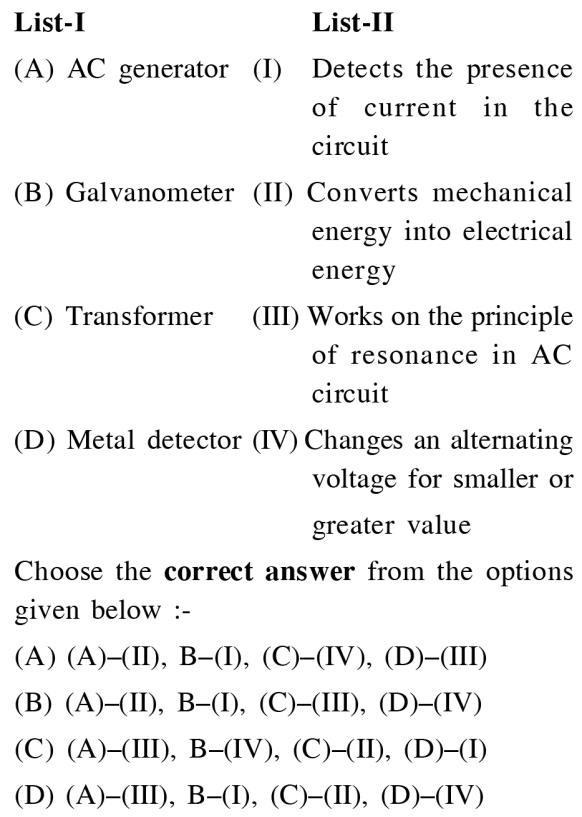 List-I List-II
(A) AC generator (I) Detects the presence
of current in the
circuit
(B) Galvanometer (II) Converts mechanical
energy into electrical
energy
(C) Transformer (III) Works on the principle
of resonance in AC
circuit
(D) Metal detector (IV) Changes an alternating
voltage for smaller or
greater value
Choose the correct answer from the options
given below :-
(A) (A)–(II), B–(I), (C)–(IV), (D)–(III)
(B) (A)–(II), B–(I), (C)–(III), (D)–(IV)
(C) (A)–(III), B–(IV), (C)–(II), (D)–(I)
(D) (A)–(III), B–(I), (C)–(II), (D)–(IV)